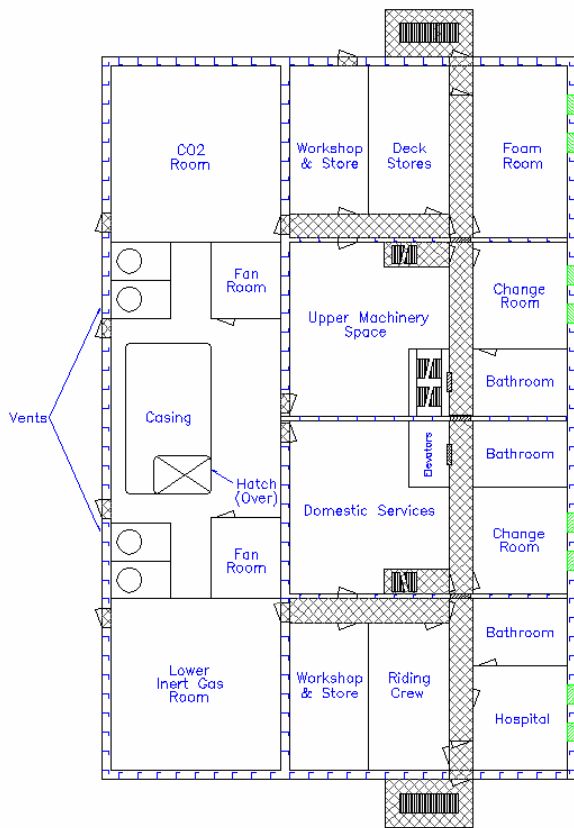 CO2
Room
Workshop
& Store
Deck
Stores
Foam
Room
Fan
Room
Upper Machinery
Space
Change
Room
Bathroom
Vents
Casing
Hatch
(Over)
Elevators
Domestic Services
Bathroom
Change
Room
Fan
Room
Lower
Inert Gas
Room
Workshop
& Store
Riding
Crew
Bathroom
Hospital